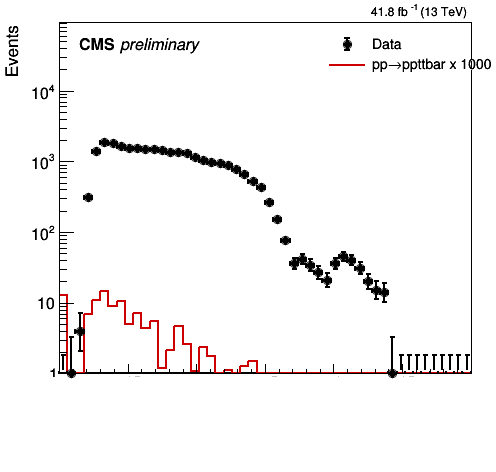 41.8 fb⁻¹ (13 TeV)
CMS preliminary
Data
pp→ppttbar x 1000
Events
10⁴
10³
10²
10
1